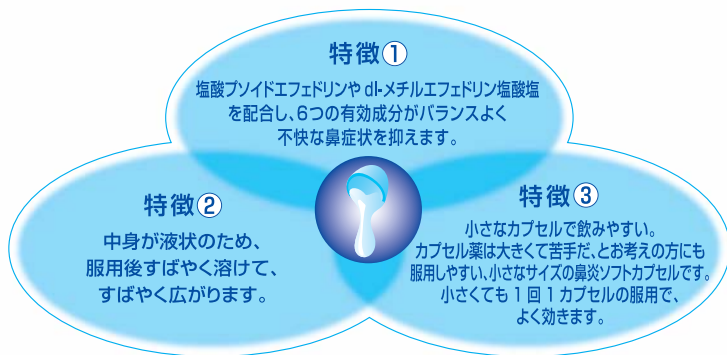 特徴①
塩酸プソイドエフェドリンや dl-メチルエフェドリン塩酸塩
を配合し、6つの有効成分がバランスよく
不快な鼻症状を抑えます。
特徴②
中身が液状のため、
服用後すばやく溶けて、
すばやく広がります。
特徴③
小さなカプセルで飲みやすい。
カプセル薬は大きくて苦手だ、とお考えの方にも
服用しやすい、小さなサイズの鼻炎ソフトカプセルです。
小さくても 1 回 1 カプセルの服用で、
よく効きます。